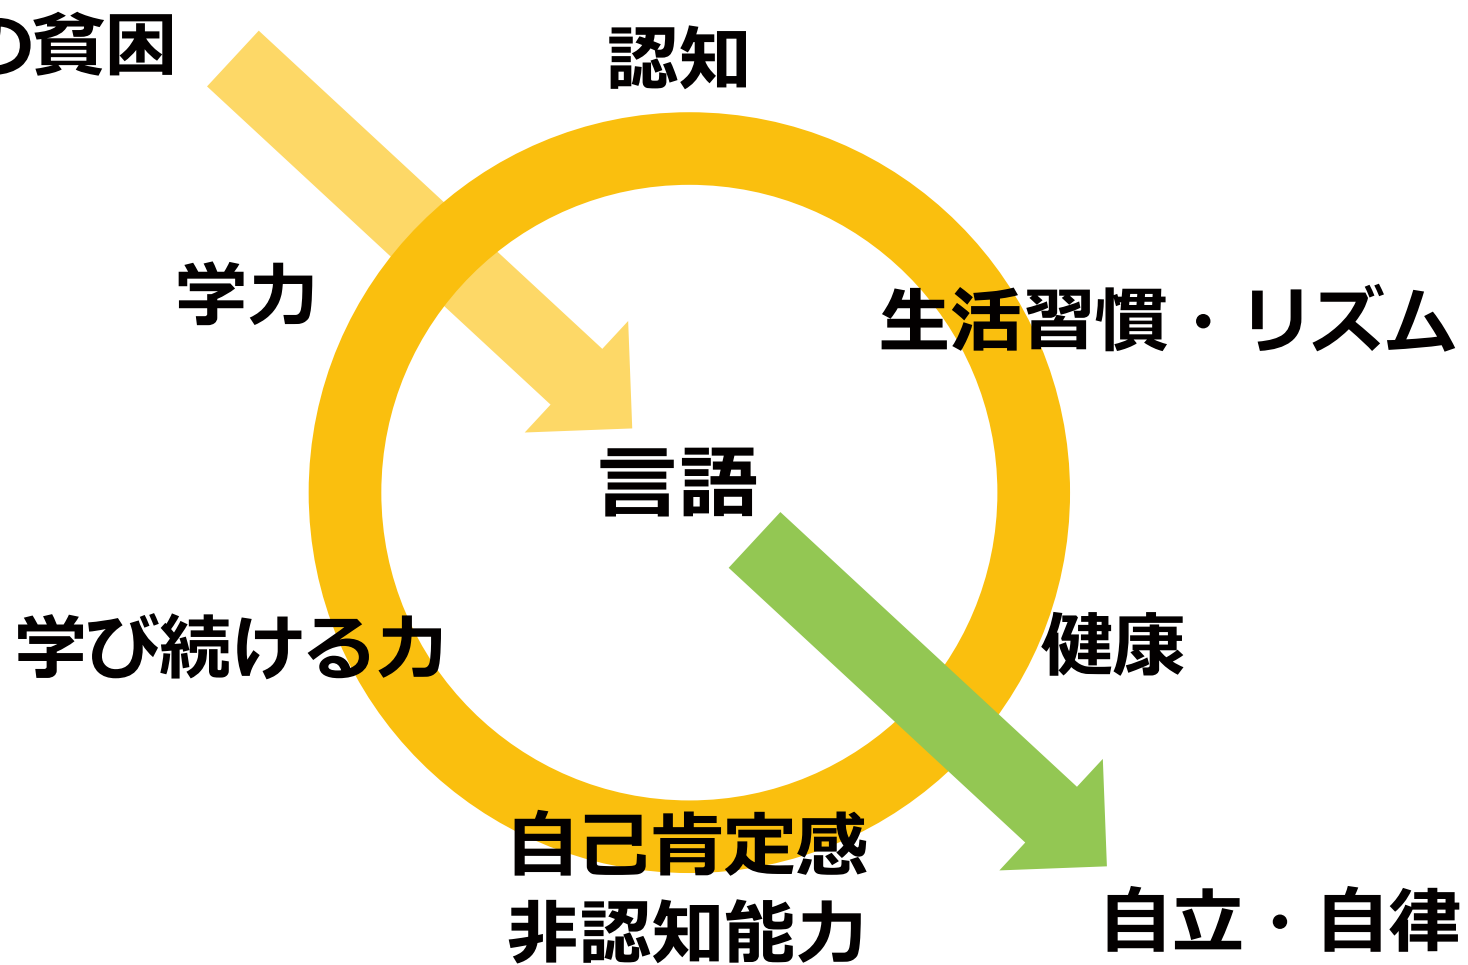 の貧困
認知
学力
生活習慣・リズム
言語
学び続ける力
健康
自己肯定感
非認知能力
自立・自律